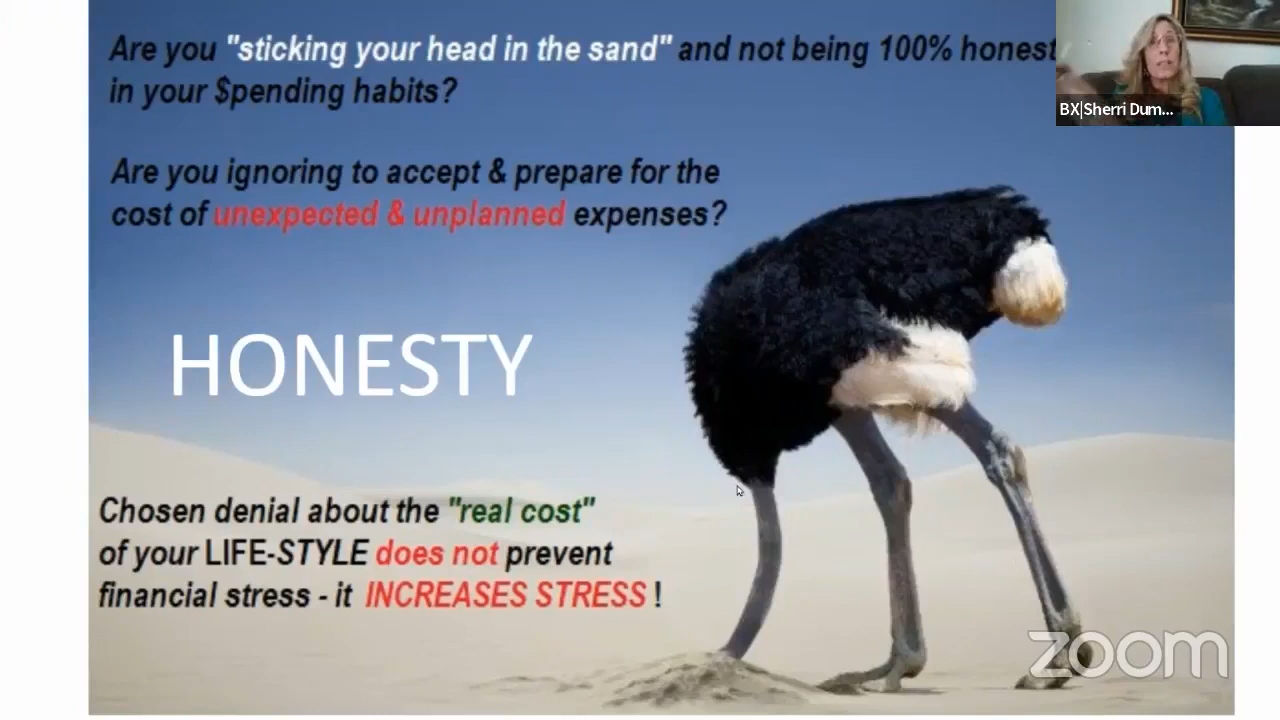 Are you "sticking your head in the sand" and not being 100% honest
in your $pending habits?
Are you ignoring to accept & prepare for the
cost of unexpected & unplanned expenses?
HONESTY
Chosen denial about the "real cost"
of your LIFE-STYLE does not prevent
financial stress - it INCREASES STRESS !
BX|Sherri Dum...
zoom